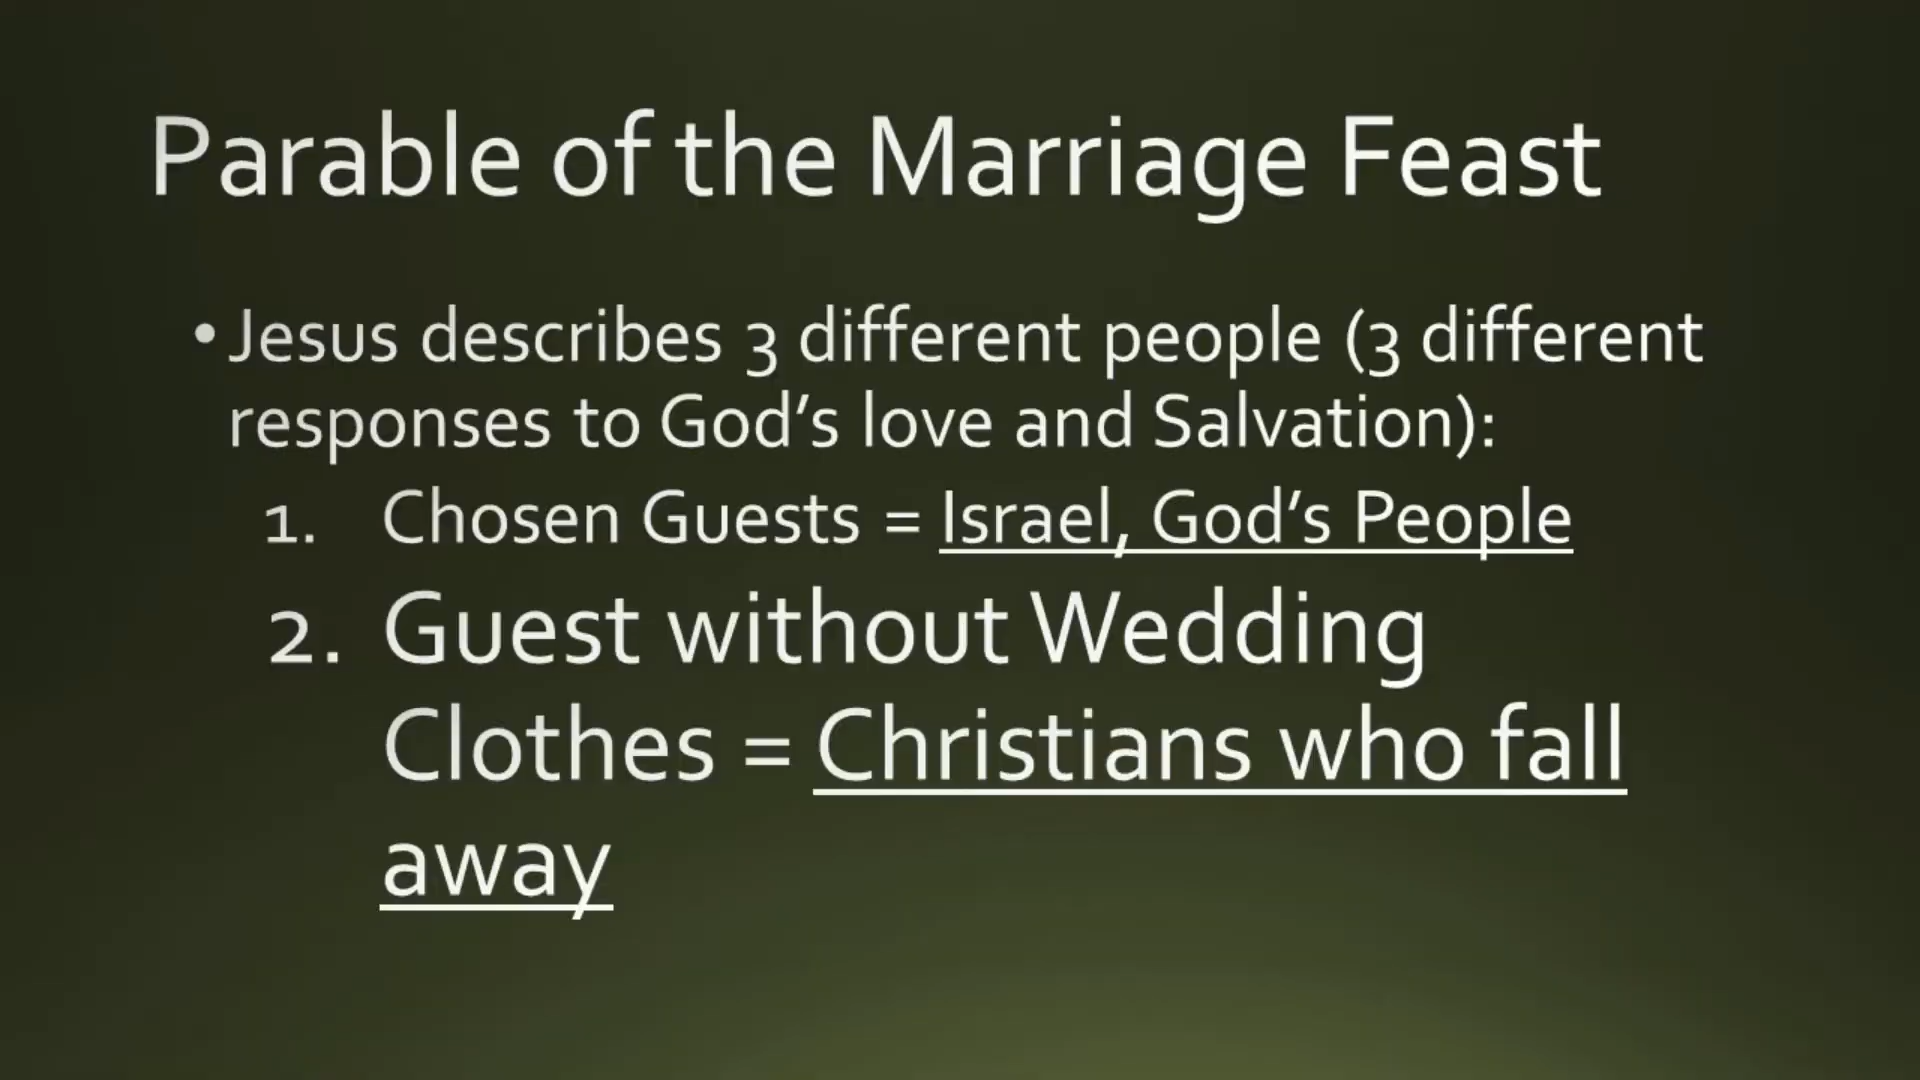 Parable of the Marriage Feast
•Jesus describes 3 different people (3 different
responses to God’s love and Salvation):
1. Chosen Guests = Israel, God’s People
2. Guest without Wedding
Clothes = Christians who fall
away